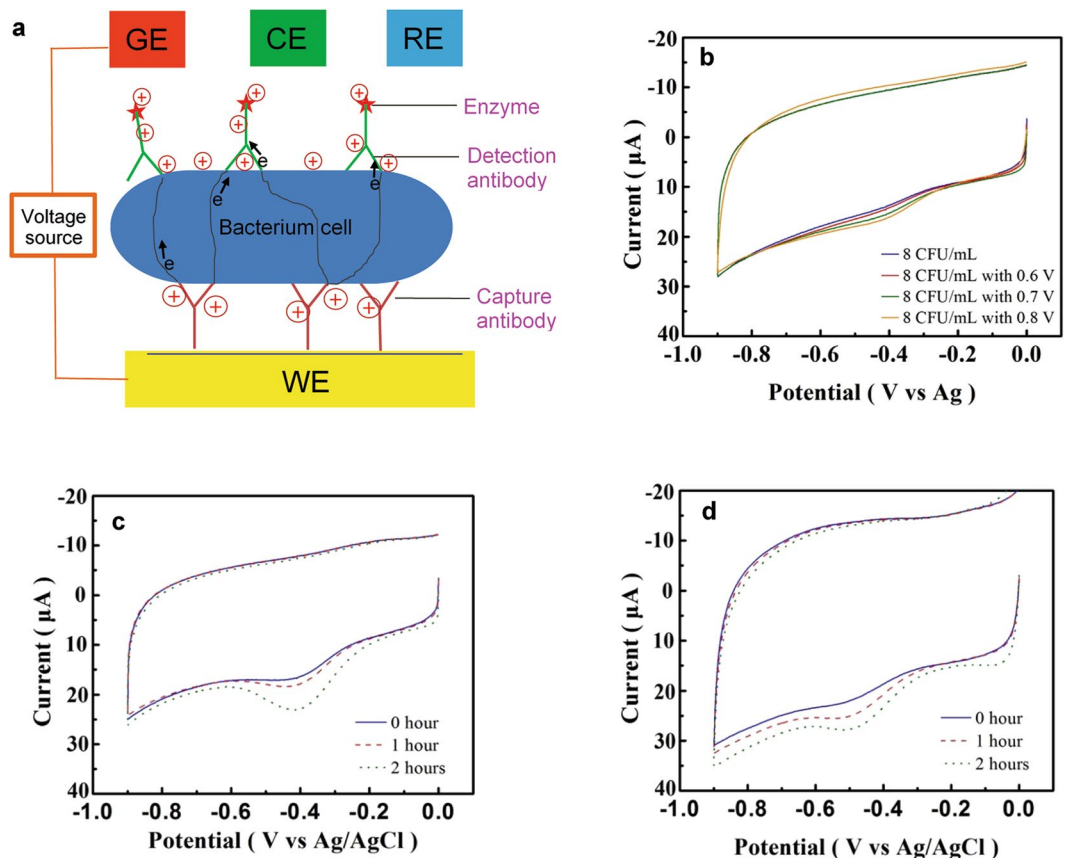 a
GE
CE
RE
Enzyme
Detection
antibody
e
e
e
e
Voltage
source
Bacterium cell
Capture
antibody
WE
b
-20
-10
0
10
20
30
40
-1.0
-0.8
-0.6
-0.4
-0.2
0.0
Current ( μA )
Potential ( V vs Ag )
8 CFU/mL
8 CFU/mL with 0.6 V
8 CFU/mL with 0.7 V
8 CFU/mL with 0.8 V
c
-20
-10
0
10
20
30
40
-1.0
-0.8
-0.6
-0.4
-0.2
0.0
Current ( μA )
Potential ( V vs Ag/AgCl )
0 hour
1 hour
2 hours
d
-20
-10
0
10
20
30
40
-1.0
-0.8
-0.6
-0.4
-0.2
0.0
Current ( μA )
Potential ( V vs Ag/AgCl )
0 hour
1 hour
2 hours